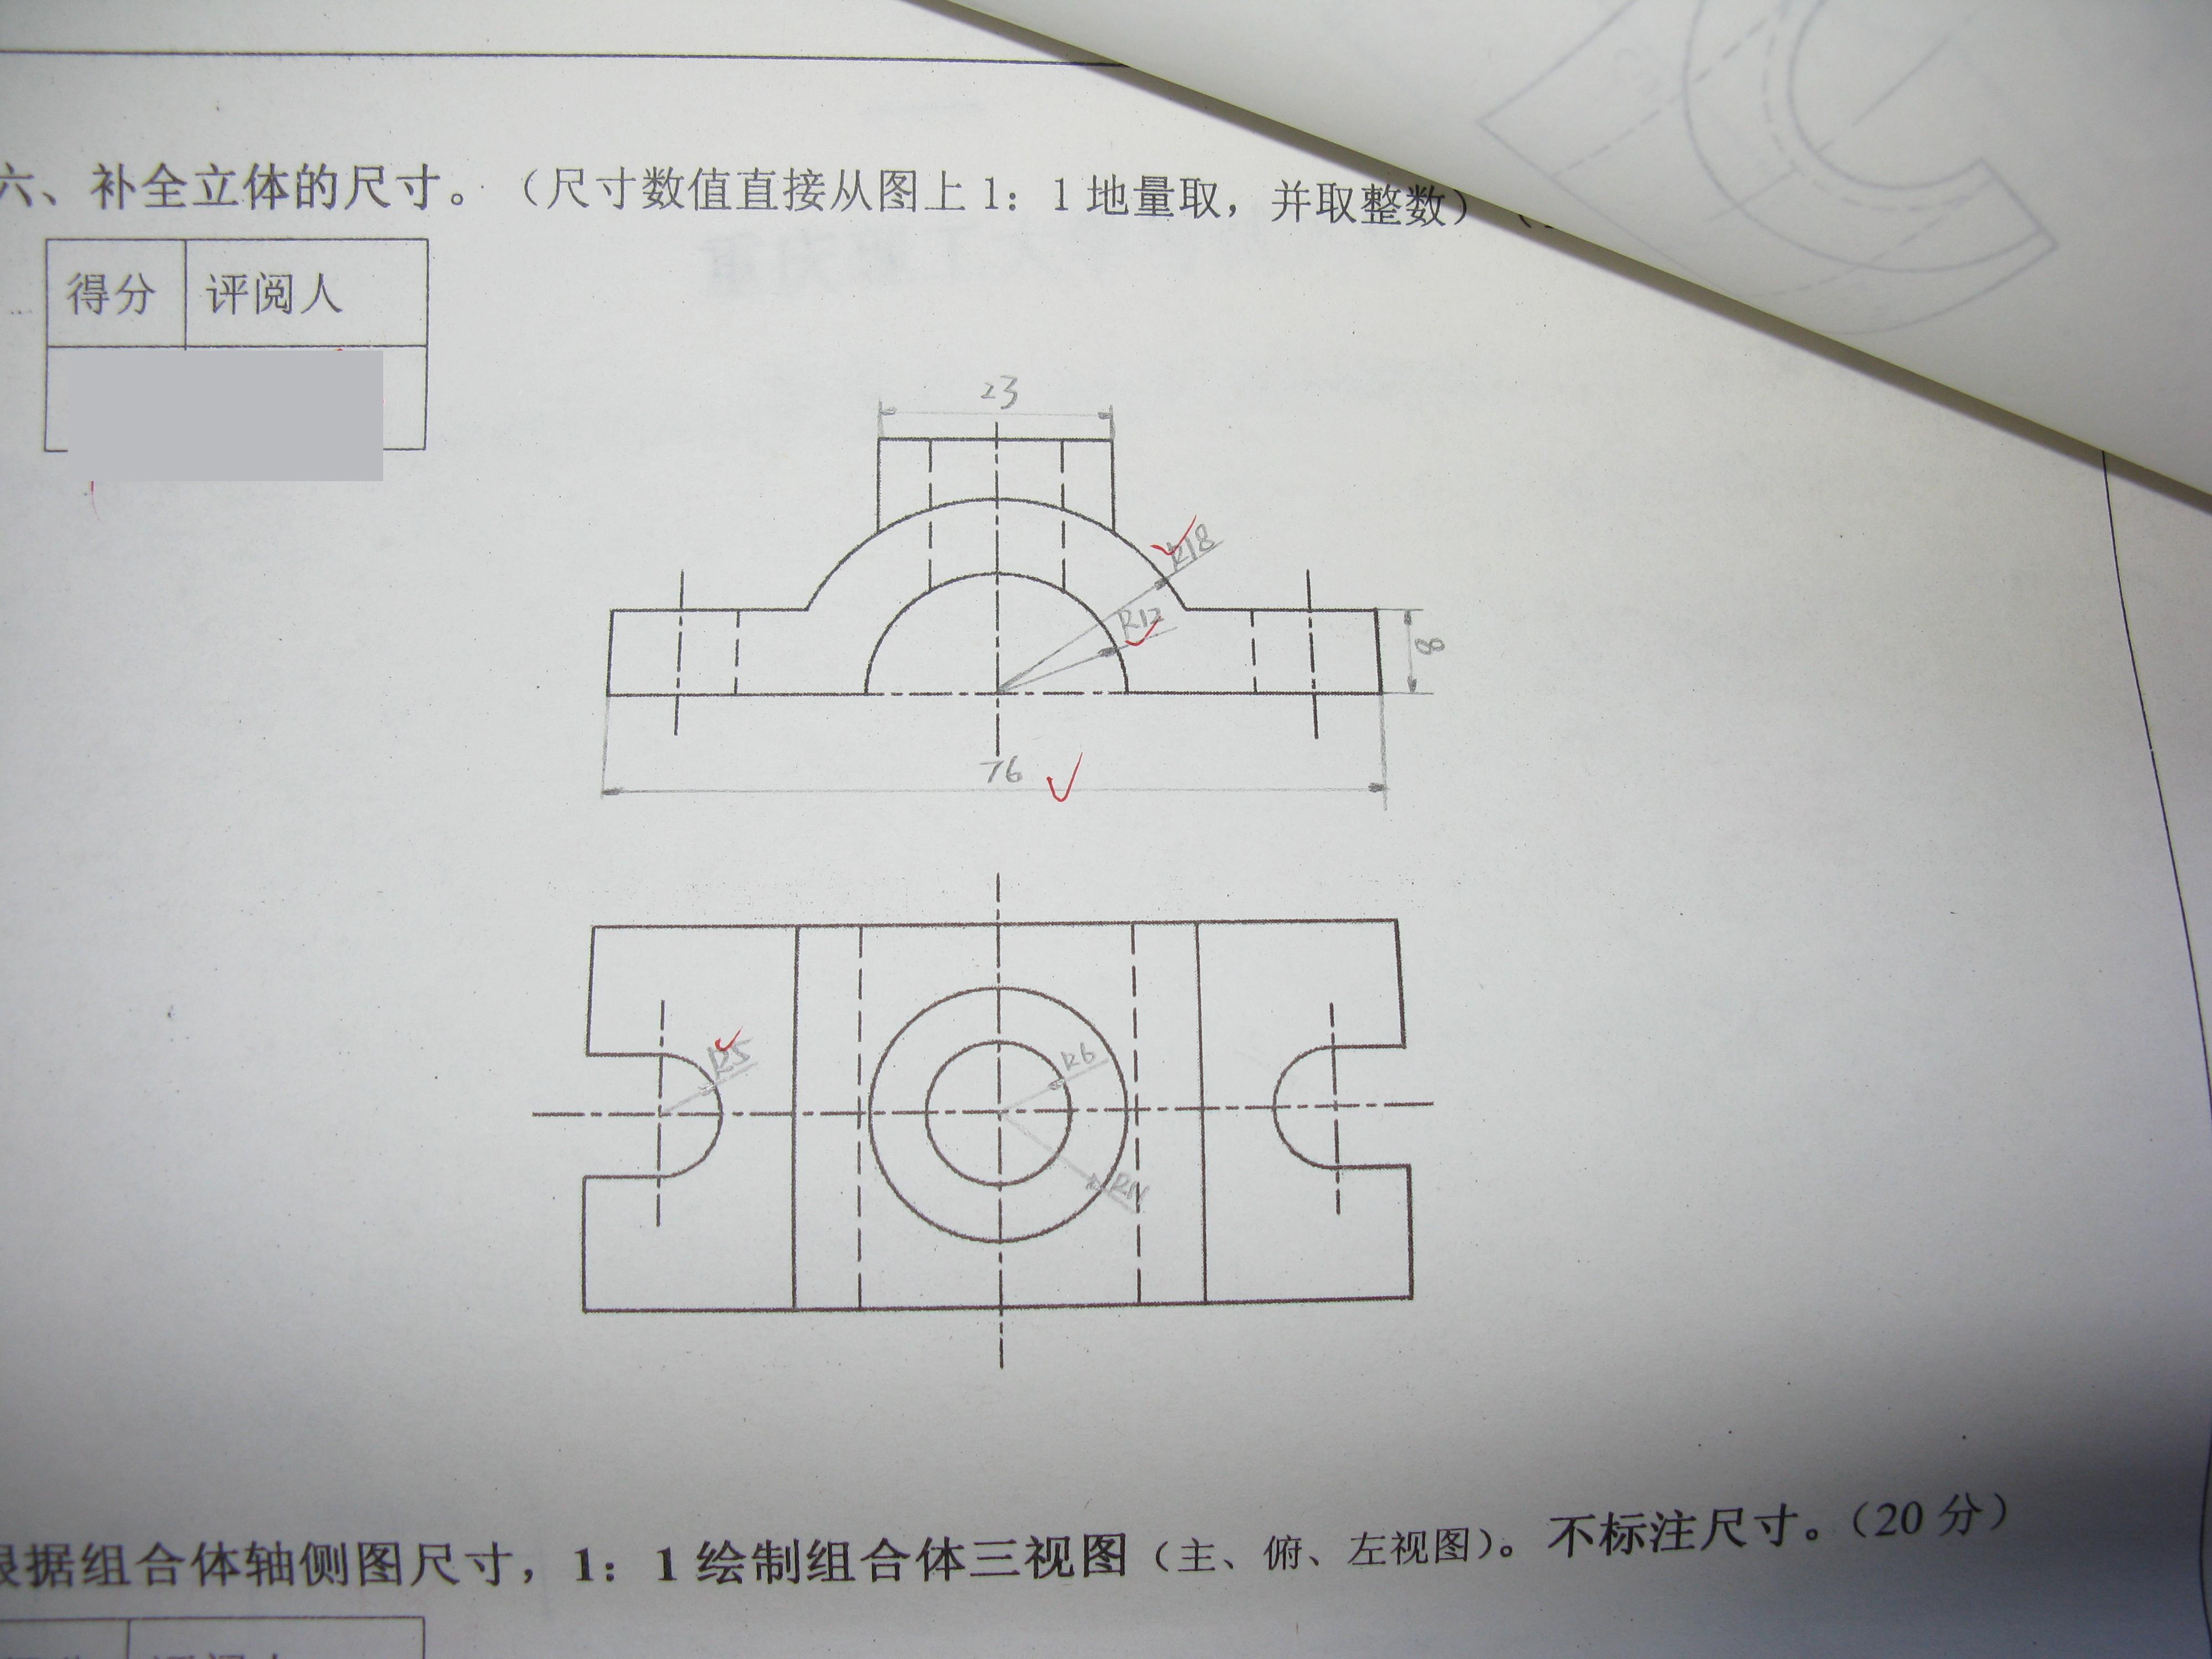 六、补全立体的尺寸。（尺寸数值直接从图上1：1地量取，并取整数）（
得分 评阅人
23
R18
R12
8
76
R5
R6
R11
根据组合体轴侧图尺寸，1：1绘制组合体三视图（主、俯、左视图）。不标注尺寸。（20分）